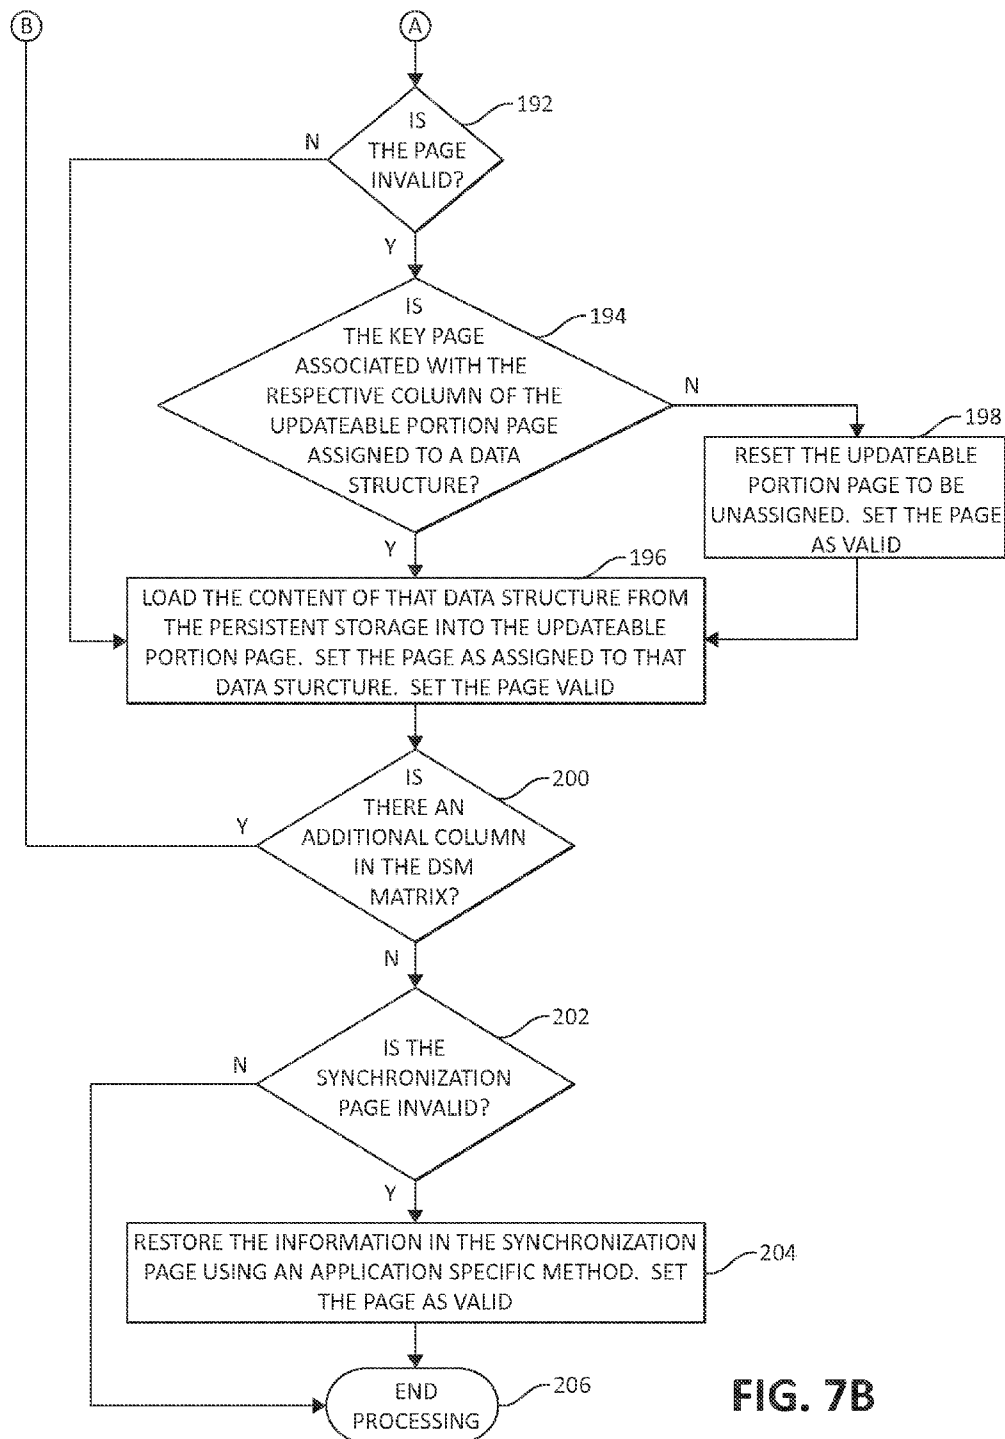 B
A
192
IS
THE PAGE
INVALID?
N
Y
194
IS
THE KEY PAGE
ASSOCIATED WITH THE
RESPECTIVE COLUMN OF THE
UPDATEABLE PORTION PAGE
ASSIGNED TO A DATA
STRUCTURE?
N
Y
198
RESET THE UPDATEABLE
PORTION PAGE TO BE
UNASSIGNED. SET THE PAGE
AS VALID
196
LOAD THE CONTENT OF THAT DATA STRUCTURE FROM
THE PERSISTENT STORAGE INTO THE UPDATEABLE
PORTION PAGE. SET THE PAGE AS ASSIGNED TO THAT
DATA STURCTURE. SET THE PAGE VALID
200
IS
THERE AN
ADDITIONAL COLUMN
IN THE DSM
MATRIX?
Y
N
202
IS THE
SYNCHRONIZATION
PAGE INVALID?
N
Y
RESTORE THE INFORMATION IN THE SYNCHRONIZATION
PAGE USING AN APPLICATION SPECIFIC METHOD. SET
THE PAGE AS VALID
204
END
PROCESSING
206
FIG. 7B